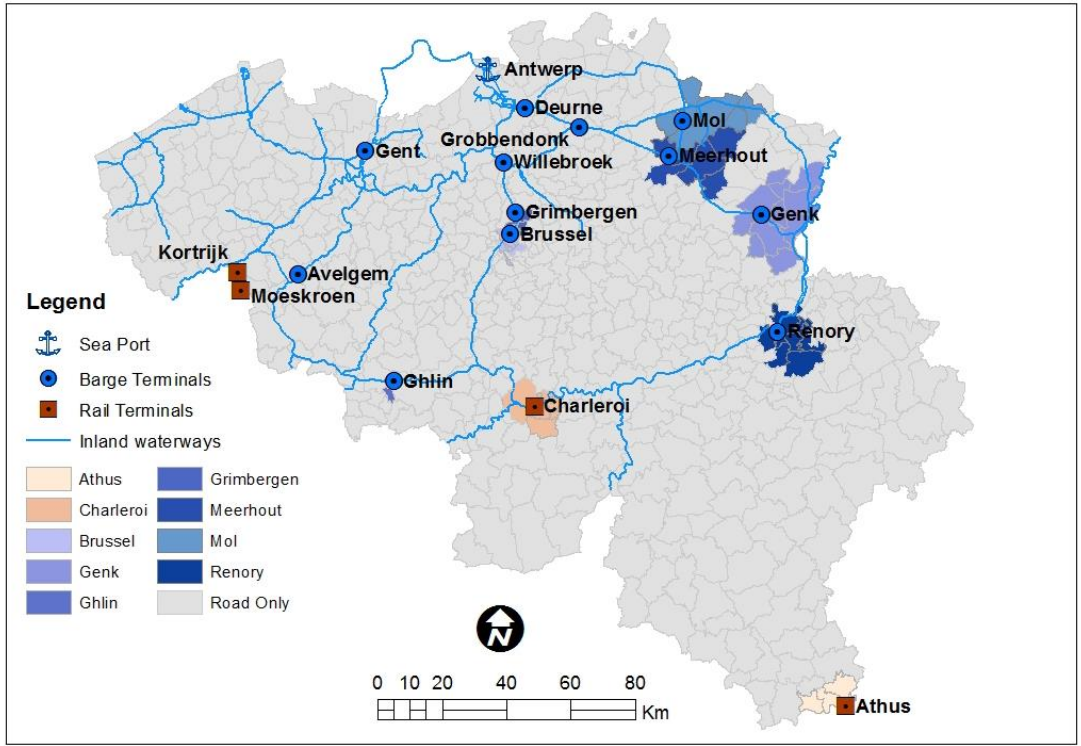 Antwerp
Deurne
Grobbendonk
Mol
Gent
Willebroek
Meerhout
Grimbergen
Genk
Brussel
Kortrijk
Avelgem
Moeskroen
Renory
Ghlin
Charleroi
Athus
Legend
Sea Port
Barge Terminals
Rail Terminals
Inland waterways
Athus
Charleroi
Brussel
Genk
Ghlin
Grimbergen
Meerhout
Mol
Renory
Road Only
N
0 10 20 40 60 80
Km